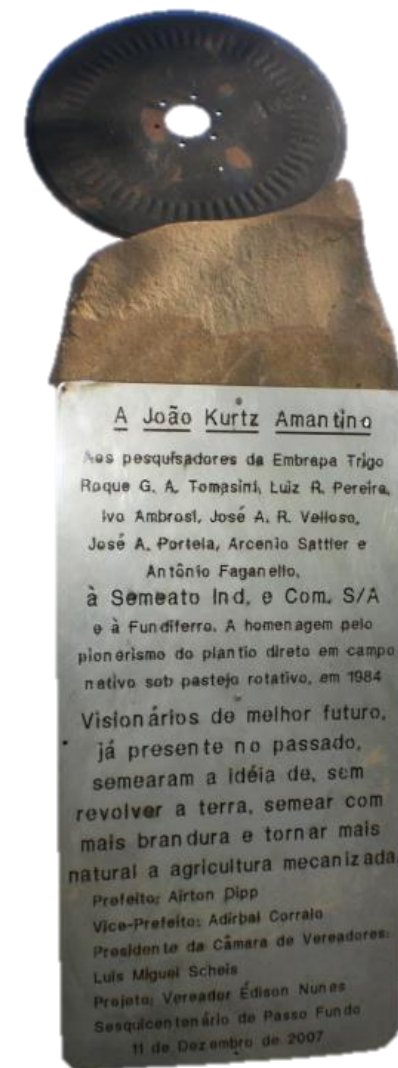 A João Kurtz Amantino
Aos pesquisadores da Embrapa Trigo
Roque G. A. Tomasini, Luiz R. Pereira,
Ivo Ambrosi, José A. R. Velloso,
José A. Portela, Arcenio Sattler e
Antônio Faganello,
à Semeato Ind. e Com. S/A
e à Fundiferro. A homenagem pelo
pionerismo do plantio direto em campo
nativo sob pastejo rotativo, em 1984
Visionários de melhor futuro,
já presente no passado,
semearam a idéia de, sem
revolver a terra, semear com
mais brandura e tornar mais
natural a agricultura mecanizada
Prefeito: Airton Dipp
Vice-Prefeito: Adirbal Corralo
Presidente da Câmara de Vereadores:
Luis Miguel Scheis
Projeto: Vereador Édison Nunes
Sesquicentenário de Passo Fundo
11 de Dezembro de 2007